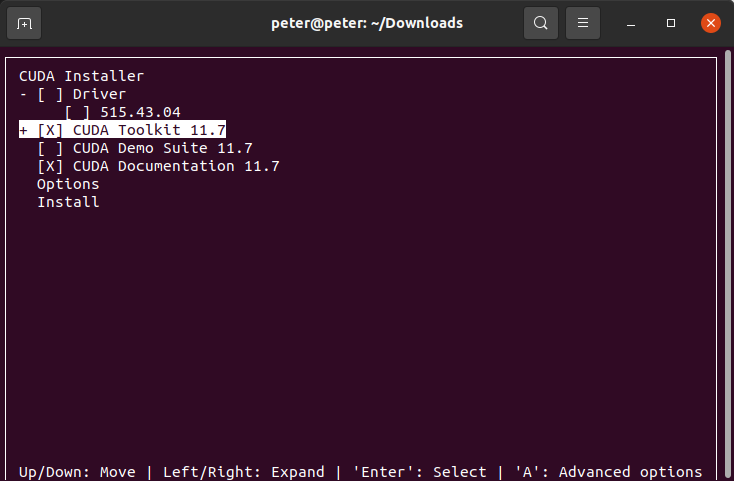 peter@peter: ~/Downloads
CUDA Installer
- [ ] Driver
[ ] 515.43.04
+ [X] CUDA Toolkit 11.7
[ ] CUDA Demo Suite 11.7
[X] CUDA Documentation 11.7
Options
Install
Up/Down: Move | Left/Right: Expand | 'Enter': Select | 'A': Advanced options